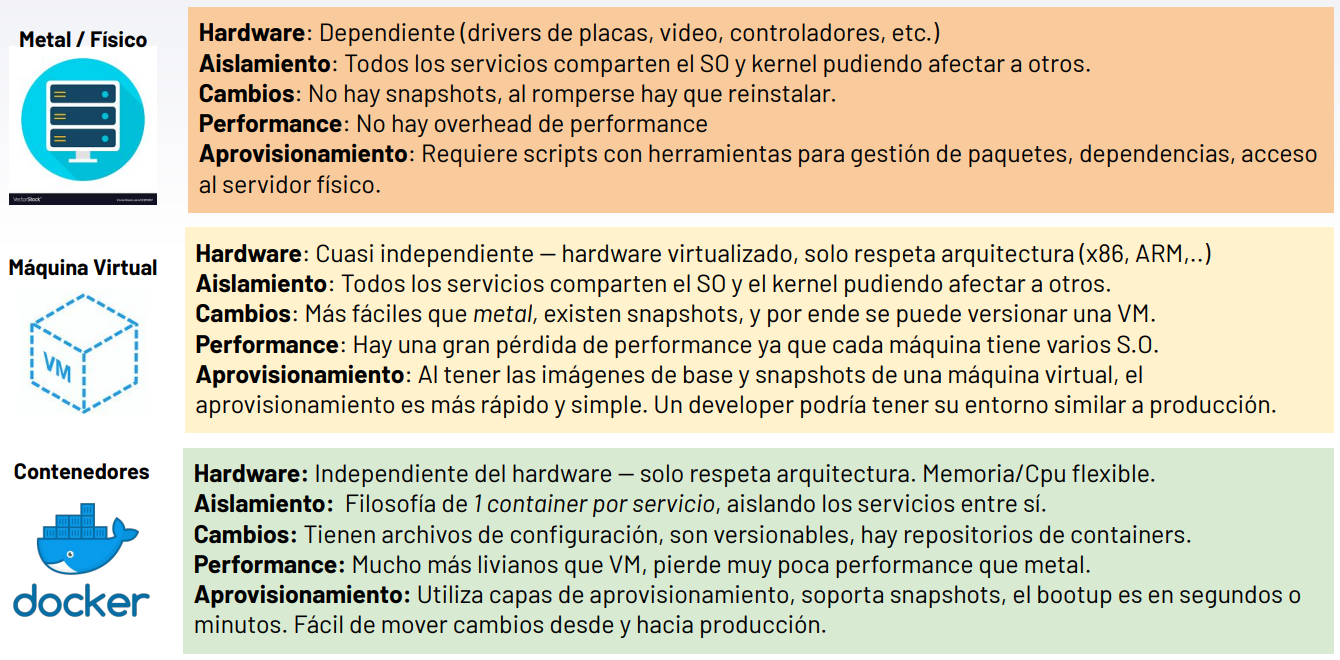 Metal / Físico
VectorStock
Hardware: Dependiente (drivers de placas, video, controladores, etc.)
Aislamiento: Todos los servicios comparten el SO y kernel pudiendo afectar a otros.
Cambios: No hay snapshots, al romperse hay que reinstalar.
Performance: No hay overhead de performance
Aprovisionamiento: Requiere scripts con herramientas para gestión de paquetes, dependencias, acceso
al servidor físico.
Máquina Virtual
VM
Hardware: Cuasi independiente — hardware virtualizado, solo respeta arquitectura (x86, ARM,..)
Aislamiento: Todos los servicios comparten el SO y el kernel pudiendo afectar a otros.
Cambios: Más fáciles que metal, existen snapshots, y por ende se puede versionar una VM.
Performance: Hay una gran pérdida de performance ya que cada máquina tiene varios S.O.
Aprovisionamiento: Al tener las imágenes de base y snapshots de una máquina virtual, el
aprovisionamiento es más rápido y simple. Un developer podría tener su entorno similar a producción.
Contenedores
docker
Hardware: Independiente del hardware — solo respeta arquitectura. Memoria/Cpu flexible.
Aislamiento: Filosofía de 1 container por servicio, aislando los servicios entre sí.
Cambios: Tienen archivos de configuración, son versionables, hay repositorios de containers.
Performance: Mucho más livianos que VM, pierde muy poca performance que metal.
Aprovisionamiento: Utiliza capas de aprovisionamiento, soporta snapshots, el bootup es en segundos o
minutos. Fácil de mover cambios desde y hacia producción.